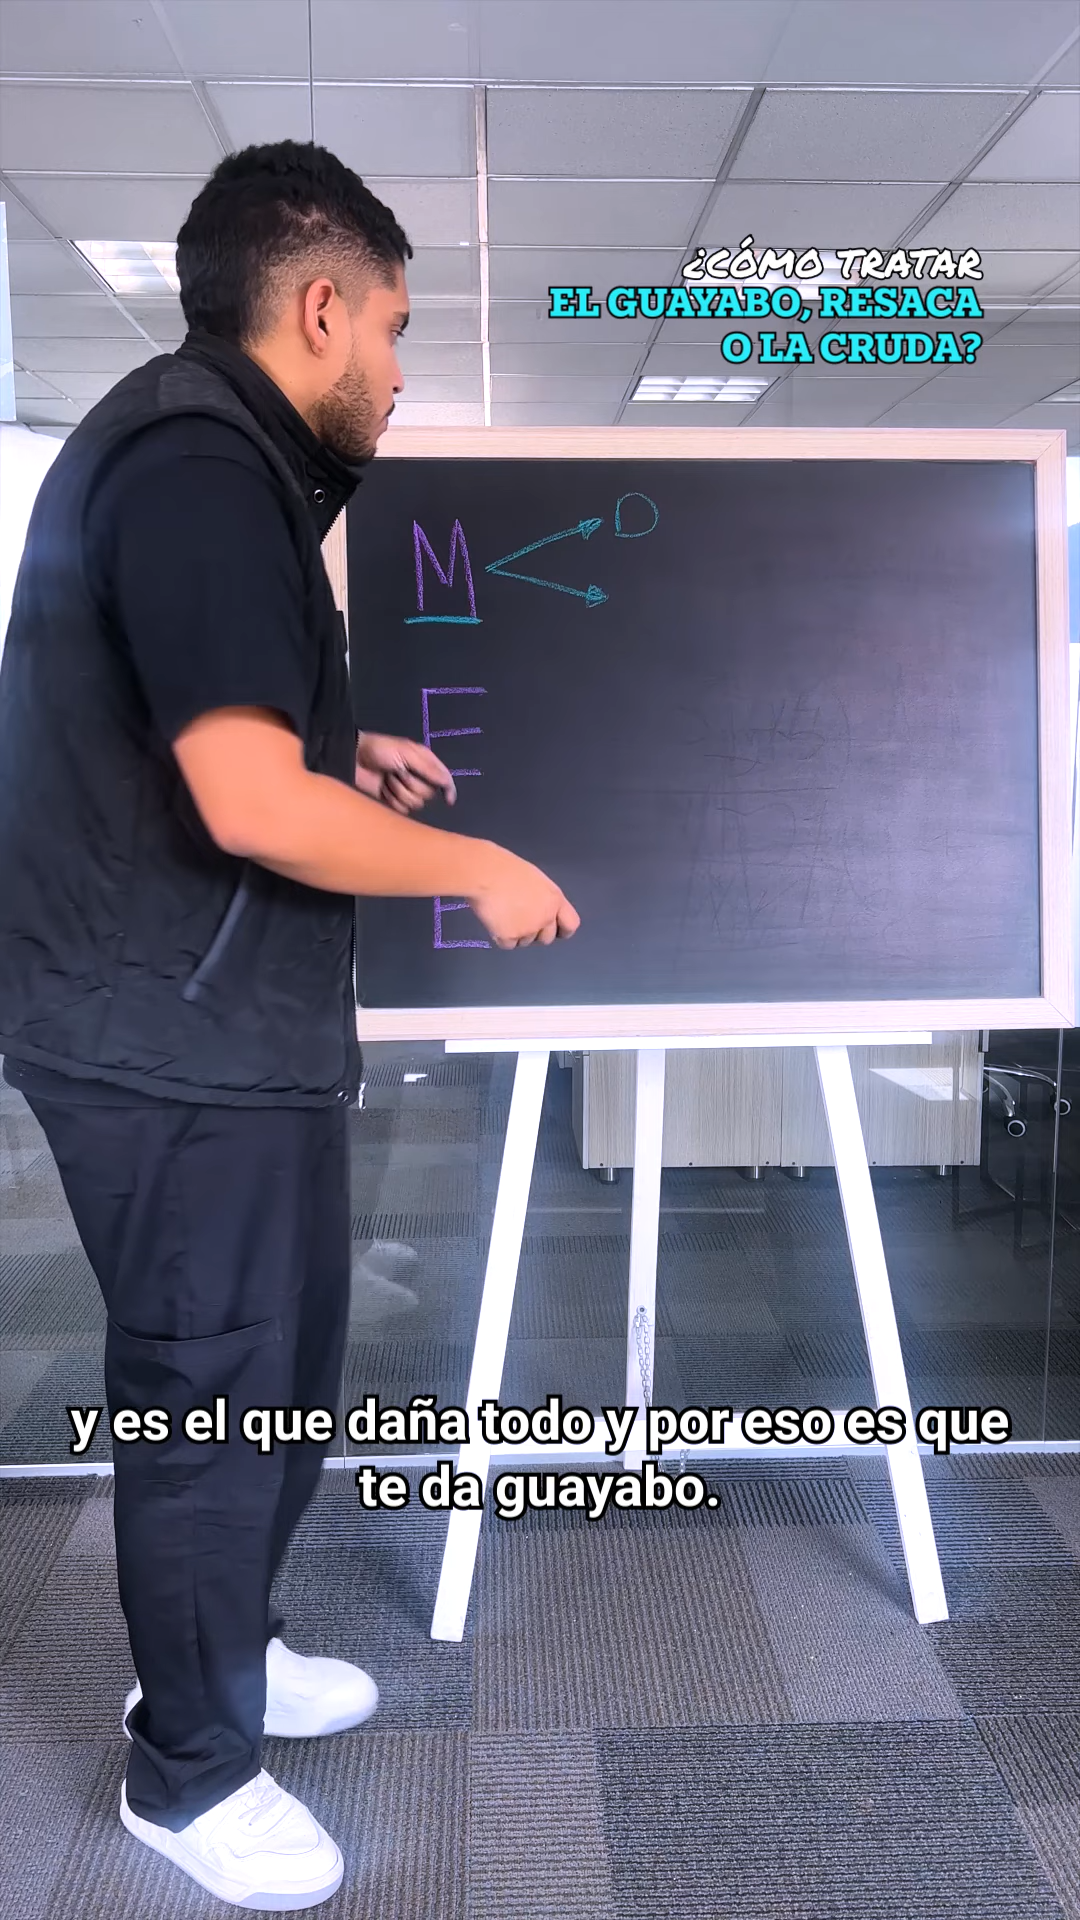 ¿CÓMO TRATAR
EL GUAYABO, RESACA
O LA CRUDA?
M
D
E
E
y es el que daña todo y por eso es que
te da guayabo.